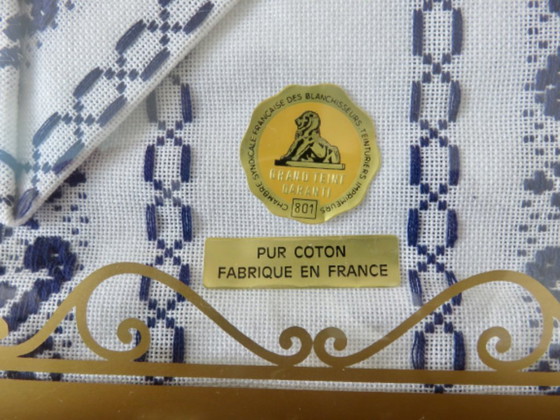 CHAMBRE SYNDICALE FRANÇAISE DES BLANCHISSEURS TEINTURIERS IMPRIMEURS
GRAND TEINT
GARANTI
801
PUR COTON
FABRIQUE EN FRANCE